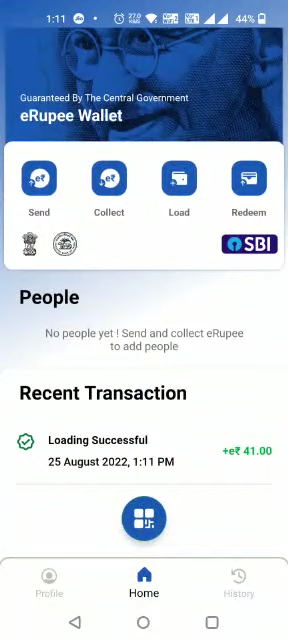 1:11 27.0 44%
Guaranteed By The Central Government
eRupee Wallet
Send Collect Load Redeem
SBI
People
No people yet ! Send and collect eRupee
to add people
Recent Transaction
Loading Successful
+e₹ 41.00
25 August 2022, 1:11 PM
Profile Home History